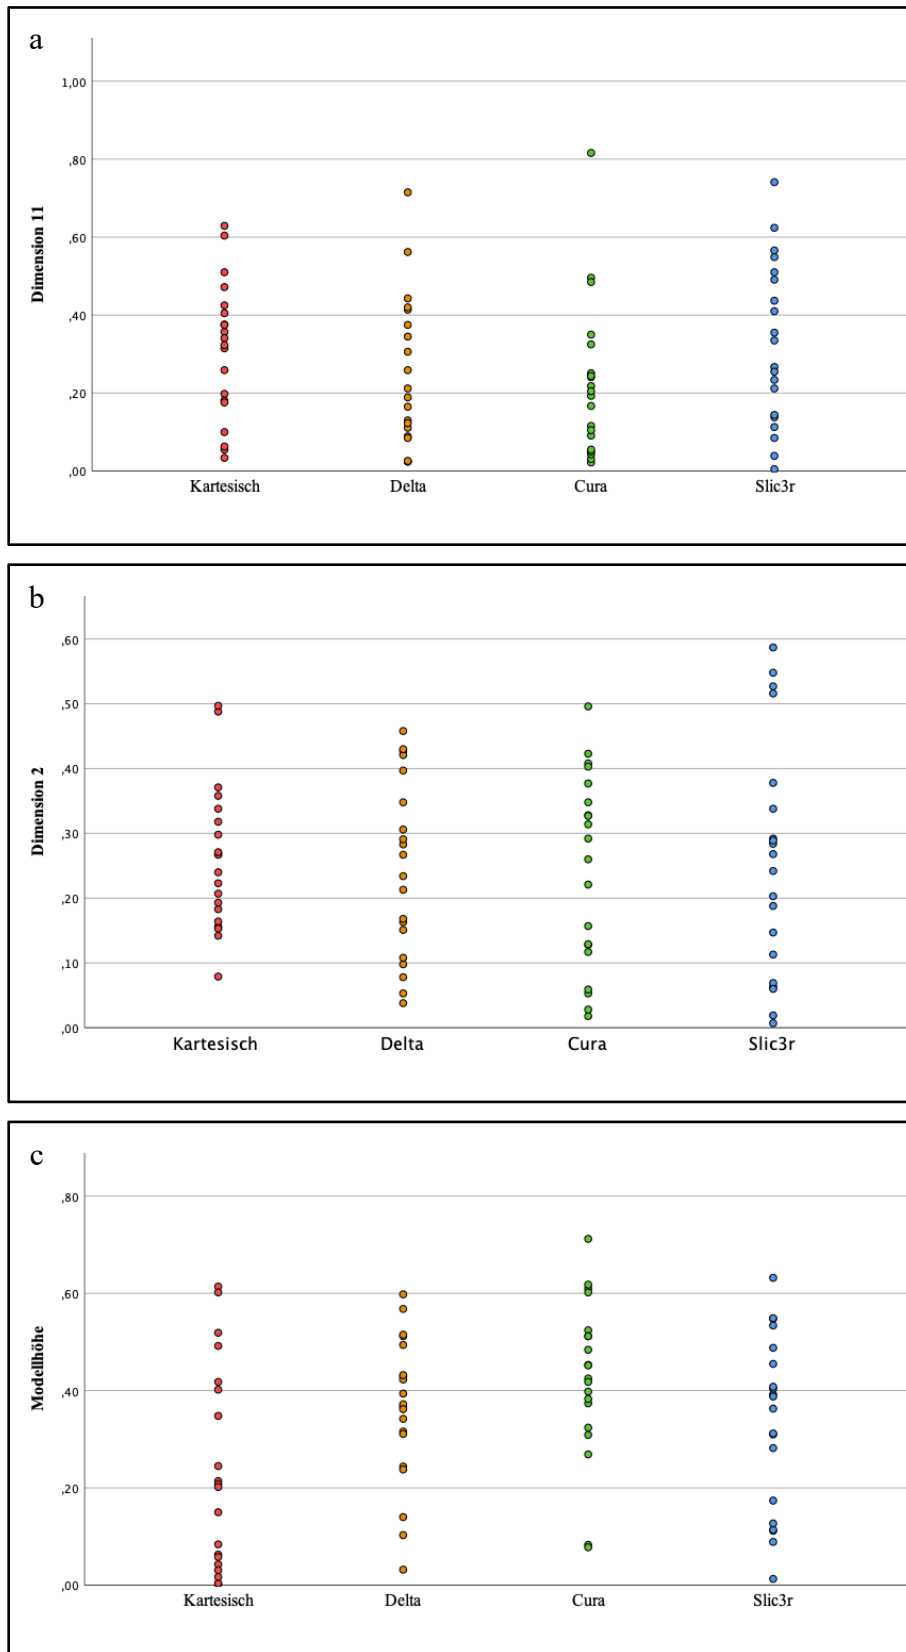 a
1,00
,80
,60
,40
,20
,00
Dimension 11
Kartesisch Delta Cura Slic3r
b
,60
,50
,40
,30
,20
,10
,00
Dimension 2
Kartesisch Delta Cura Slic3r
c
,80
,60
,40
,20
,00
Modellhöhe
Kartesisch Delta Cura Slic3r